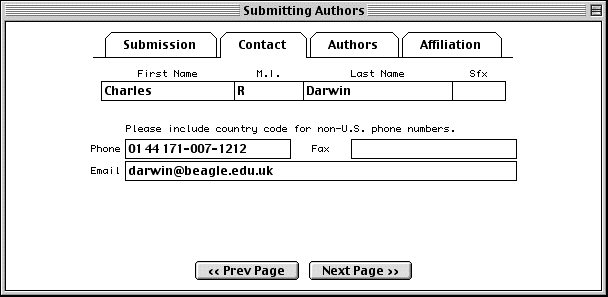 Submitting Authors
Submission Contact Authors Affiliation
First Name M.I. Last Name Sfx
Charles R Darwin
Please include country code for non-U.S. phone numbers.
Phone 01 44 171-007-1212 Fax
Email darwin@beagle.edu.uk
<< Prev Page Next Page >>